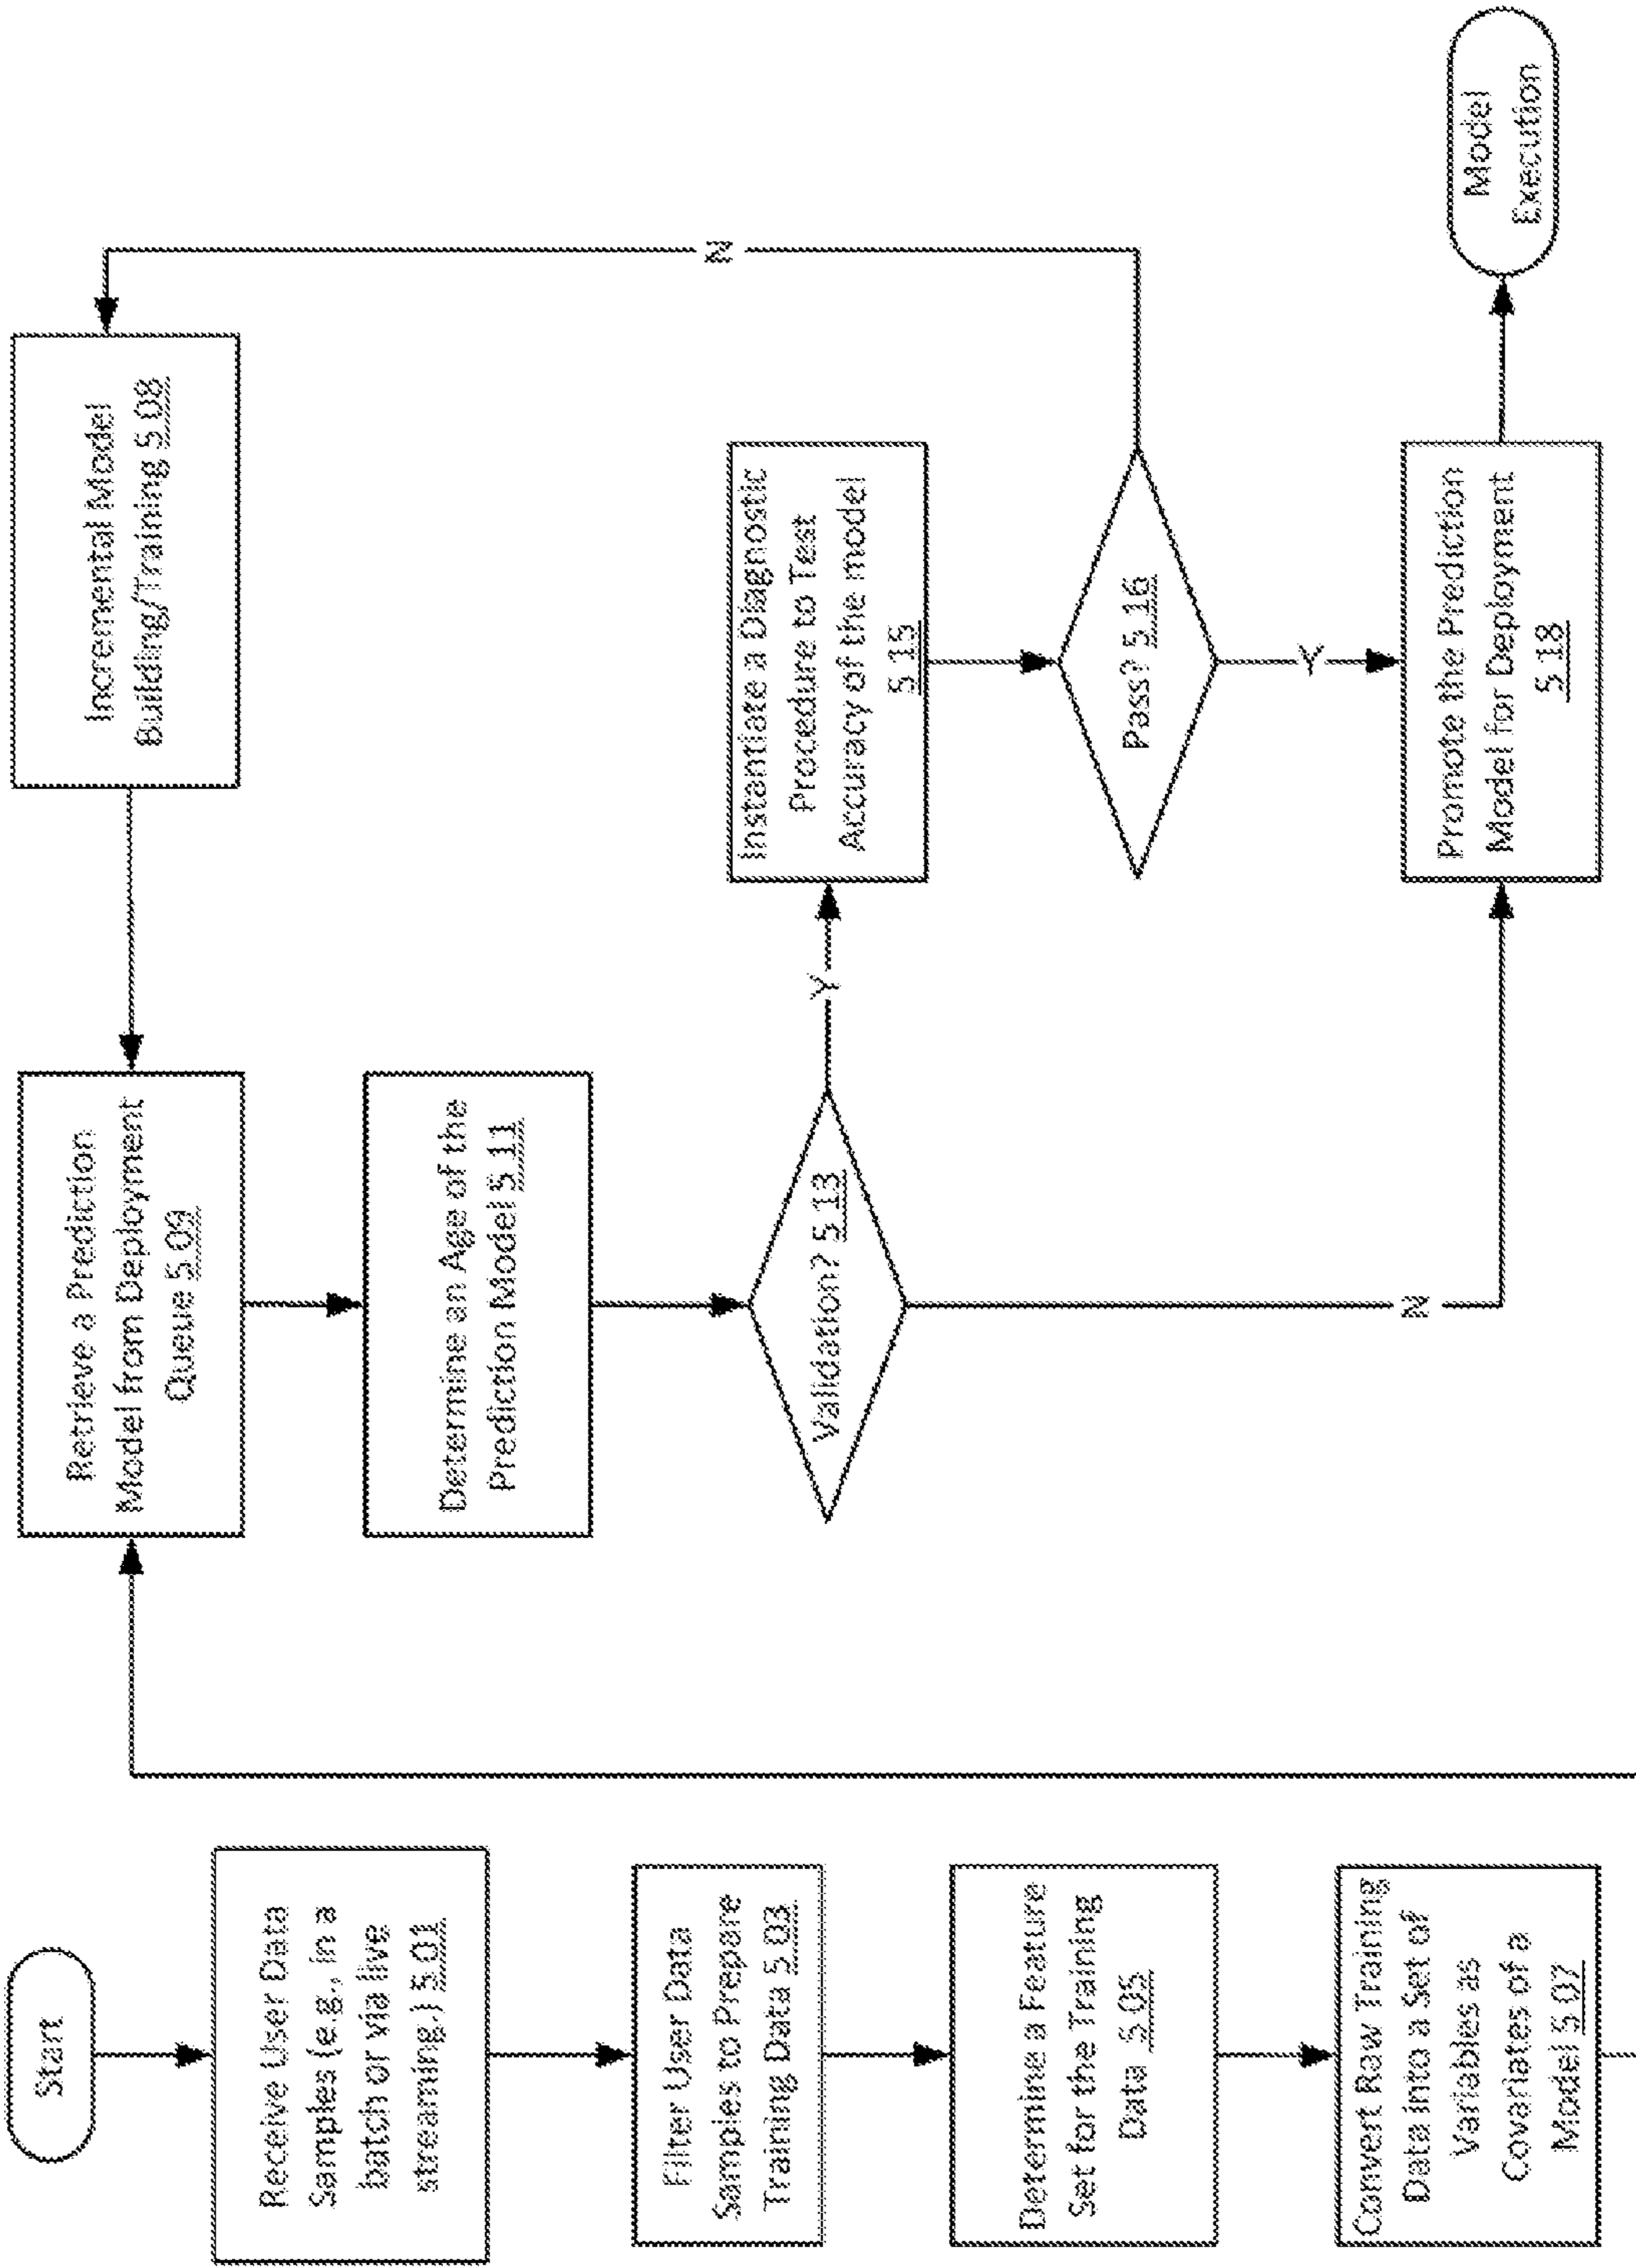 Start
Receive User Data
Samples (e.g., in a
batch or via live
streaming,) 5 01
Filter User Data
Samples to Prepare
Training Data 5 03
Determine a Feature
Set for the Training
Data 5 05
Convert Raw Training
Data into a Set of
Variables as
Covariates of a
Model 5 07
Retrieve a Prediction
Model from Deployment
Queue 5 09
Determine an Age of the
Prediction Model 5 11
Validation? 5 13
Y
N
Incremental Model
Building/Training 5 08
Instantiate a Diagnostic
Procedure to Test
Accuracy of the model
5 15
Pass? 5 16
N
Y
Promote the Prediction
Model for Deployment
5 18
Model
Execution